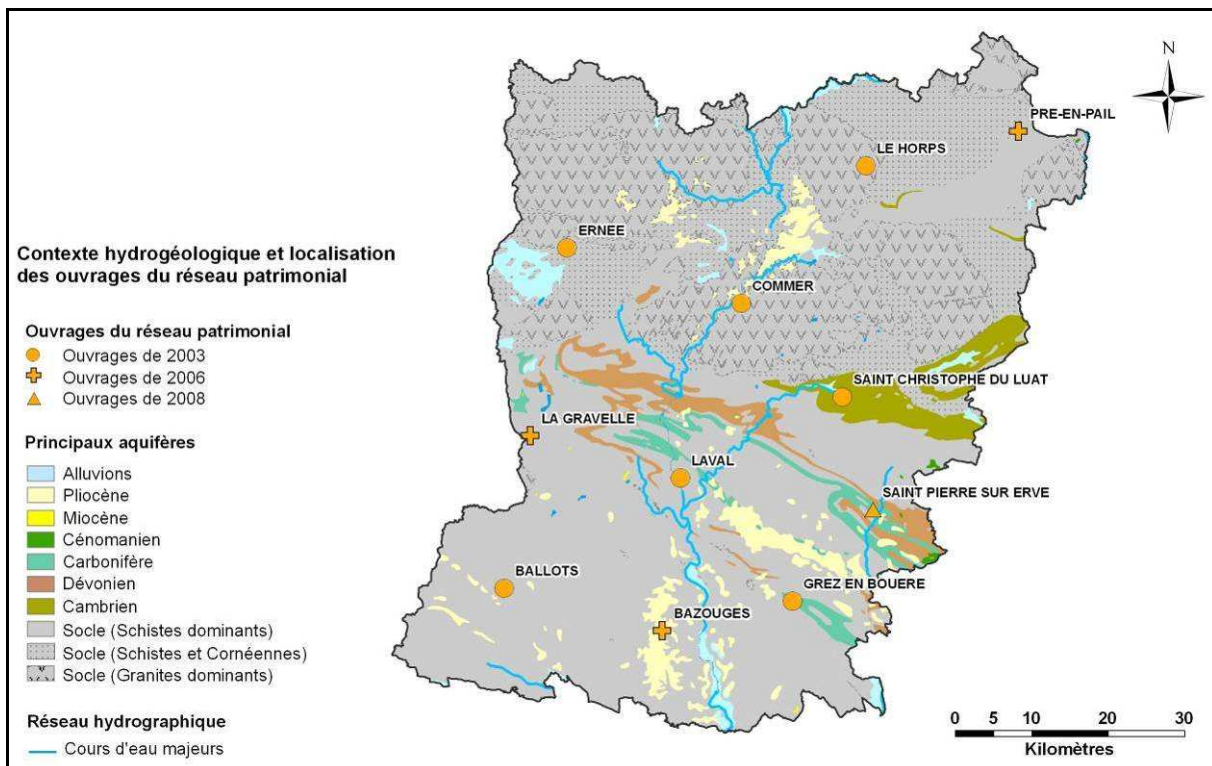 N
PRE-EN-PAIL
LE HORPS
ERNEE
COMMER
SAINT CHRISTOPHE DU LUAT
LA GRAVELLE
LAVAL
SAINT PIERRE SUR ERVE
BALLOTS
GREZ EN BOUERE
BAZOUGES
Contexte hydrogéologique et localisation
des ouvrages du réseau patrimonial
Ouvrages du réseau patrimonial
Ouvrages de 2003
Ouvrages de 2006
Ouvrages de 2008
Principaux aquifères
Alluvions
Pliocène
Miocène
Cénomanien
Carbonifère
Dévonien
Cambrien
Socle (Schistes dominants)
Socle (Schistes et Cornéennes)
Socle (Granites dominants)
Réseau hydrographique
Cours d'eau majeurs
0 5 10 20 30
Kilomètres